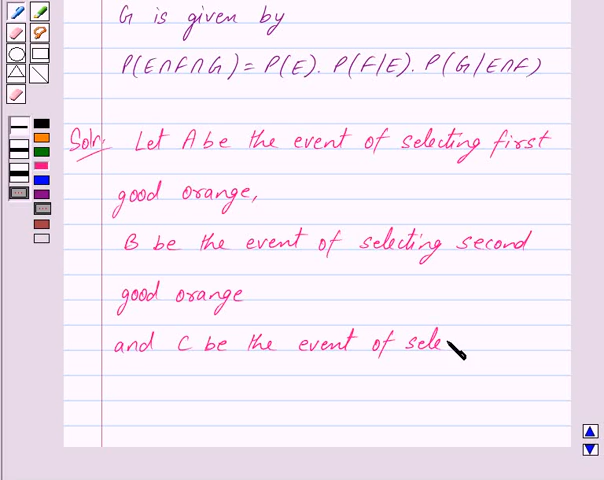 G is given by
P(E∩F∩G) = P(E). P(F/E). P(G/E∩F)
Soln. Let A be the event of selecting first
good orange,
B be the event of selecting second
good orange
and C be the event of sele